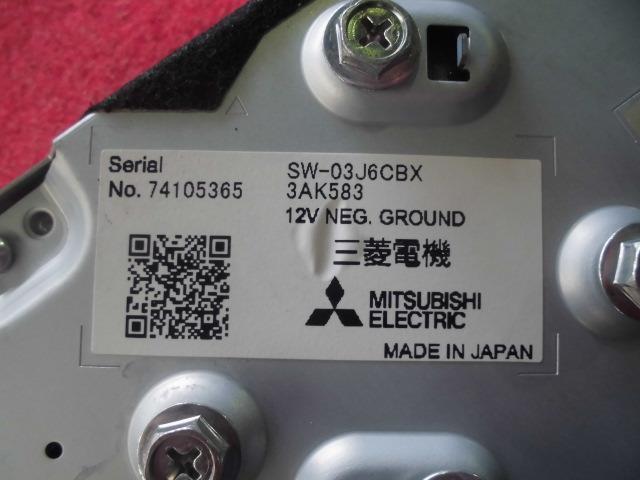 Serial
No. 74105365
SW-03J6CBX
3AK583
12V NEG. GROUND
三菱電機
MITSUBISHI
ELECTRIC
MADE IN JAPAN